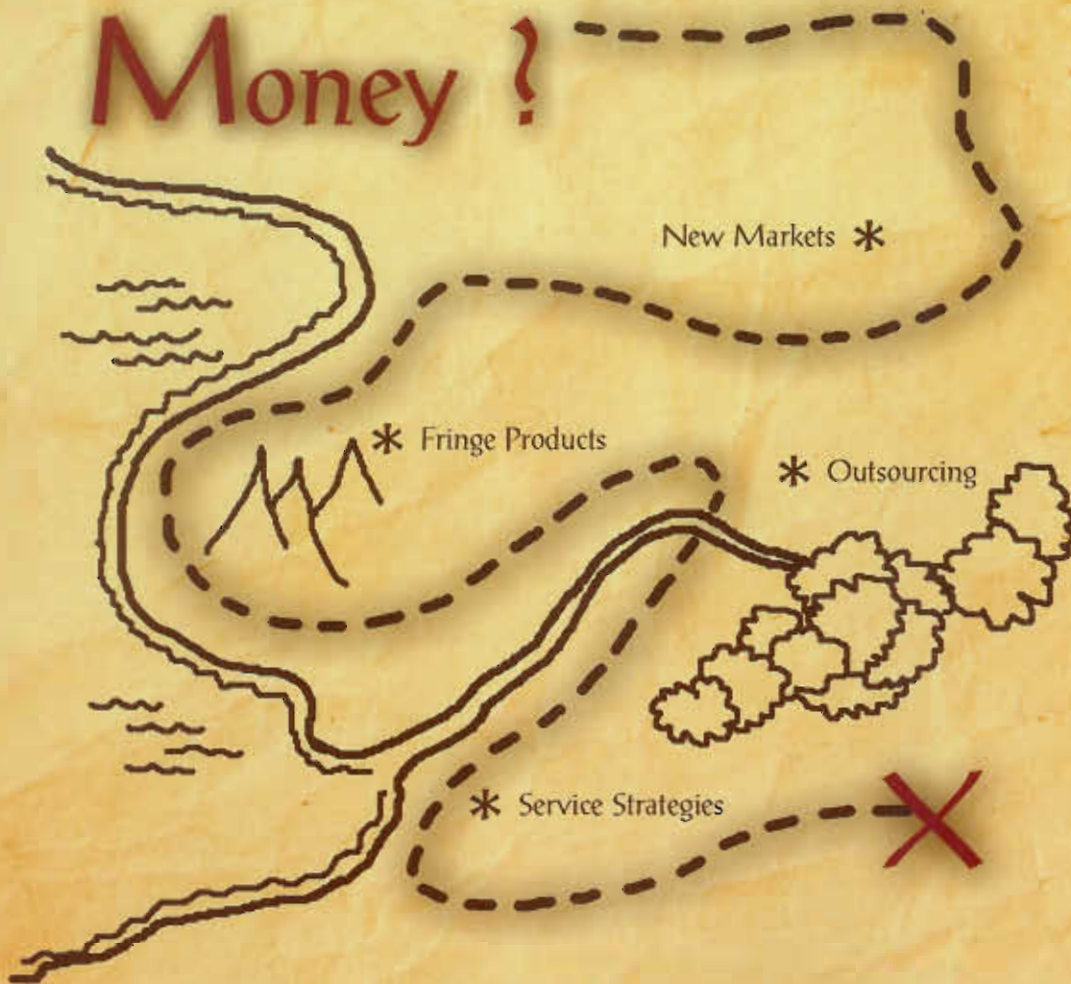 Money ?
New Markets *
* Fringe Products
* Outsourcing
* Service Strategies
X